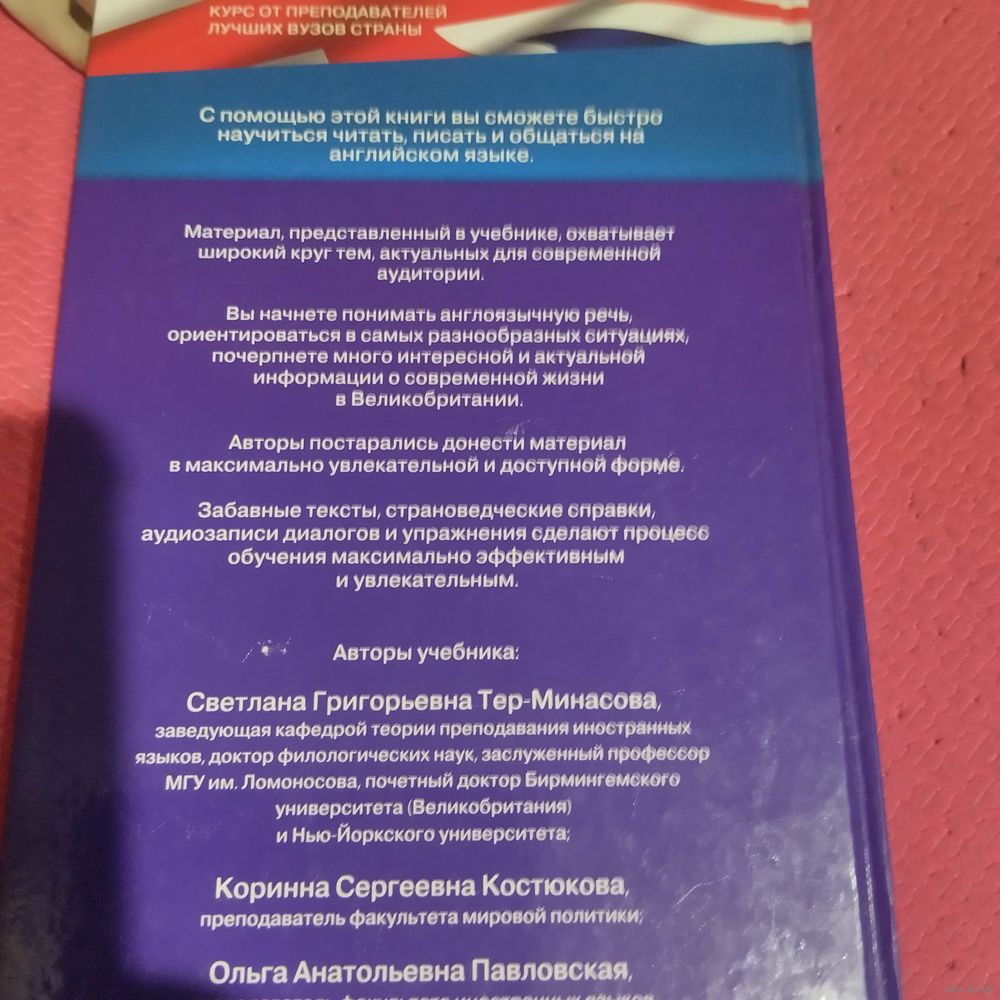 КУРС ОТ ПРЕПОДАВАТЕЛЕЙ
ЛУЧШИХ ВУЗОВ СТРАНЫ
С помощью этой книги вы сможете быстро
научиться читать, писать и общаться на
английском языке.
Материал, представленный в учебнике, охватывает
широкий круг тем, актуальных для современной
аудитории.
Вы начнете понимать англоязычную речь,
ориентироваться в самых разнообразных ситуациях,
почерпнете много интересной и актуальной
информации о современной жизни
в Великобритании.
Авторы постарались донести материал
в максимально увлекательной и доступной форме.
Забавные тексты, страноведческие справки,
аудиозаписи диалогов и упражнения сделают процесс
обучения максимально эффективным
и увлекательным.
Авторы учебника:
Светлана Григорьевна Тер-Минасова,
заведующая кафедрой теории преподавания иностранных
языков, доктор филологических наук, заслуженный профессор
МГУ им. Ломоносова, почетный доктор Бирмингемского
университета (Великобритания)
и Нью-Йоркского университета;
Коринна Сергеевна Костюкова,
преподаватель факультета мировой политики;
Ольга Анатольевна Павловская,
факультета иностранных языков